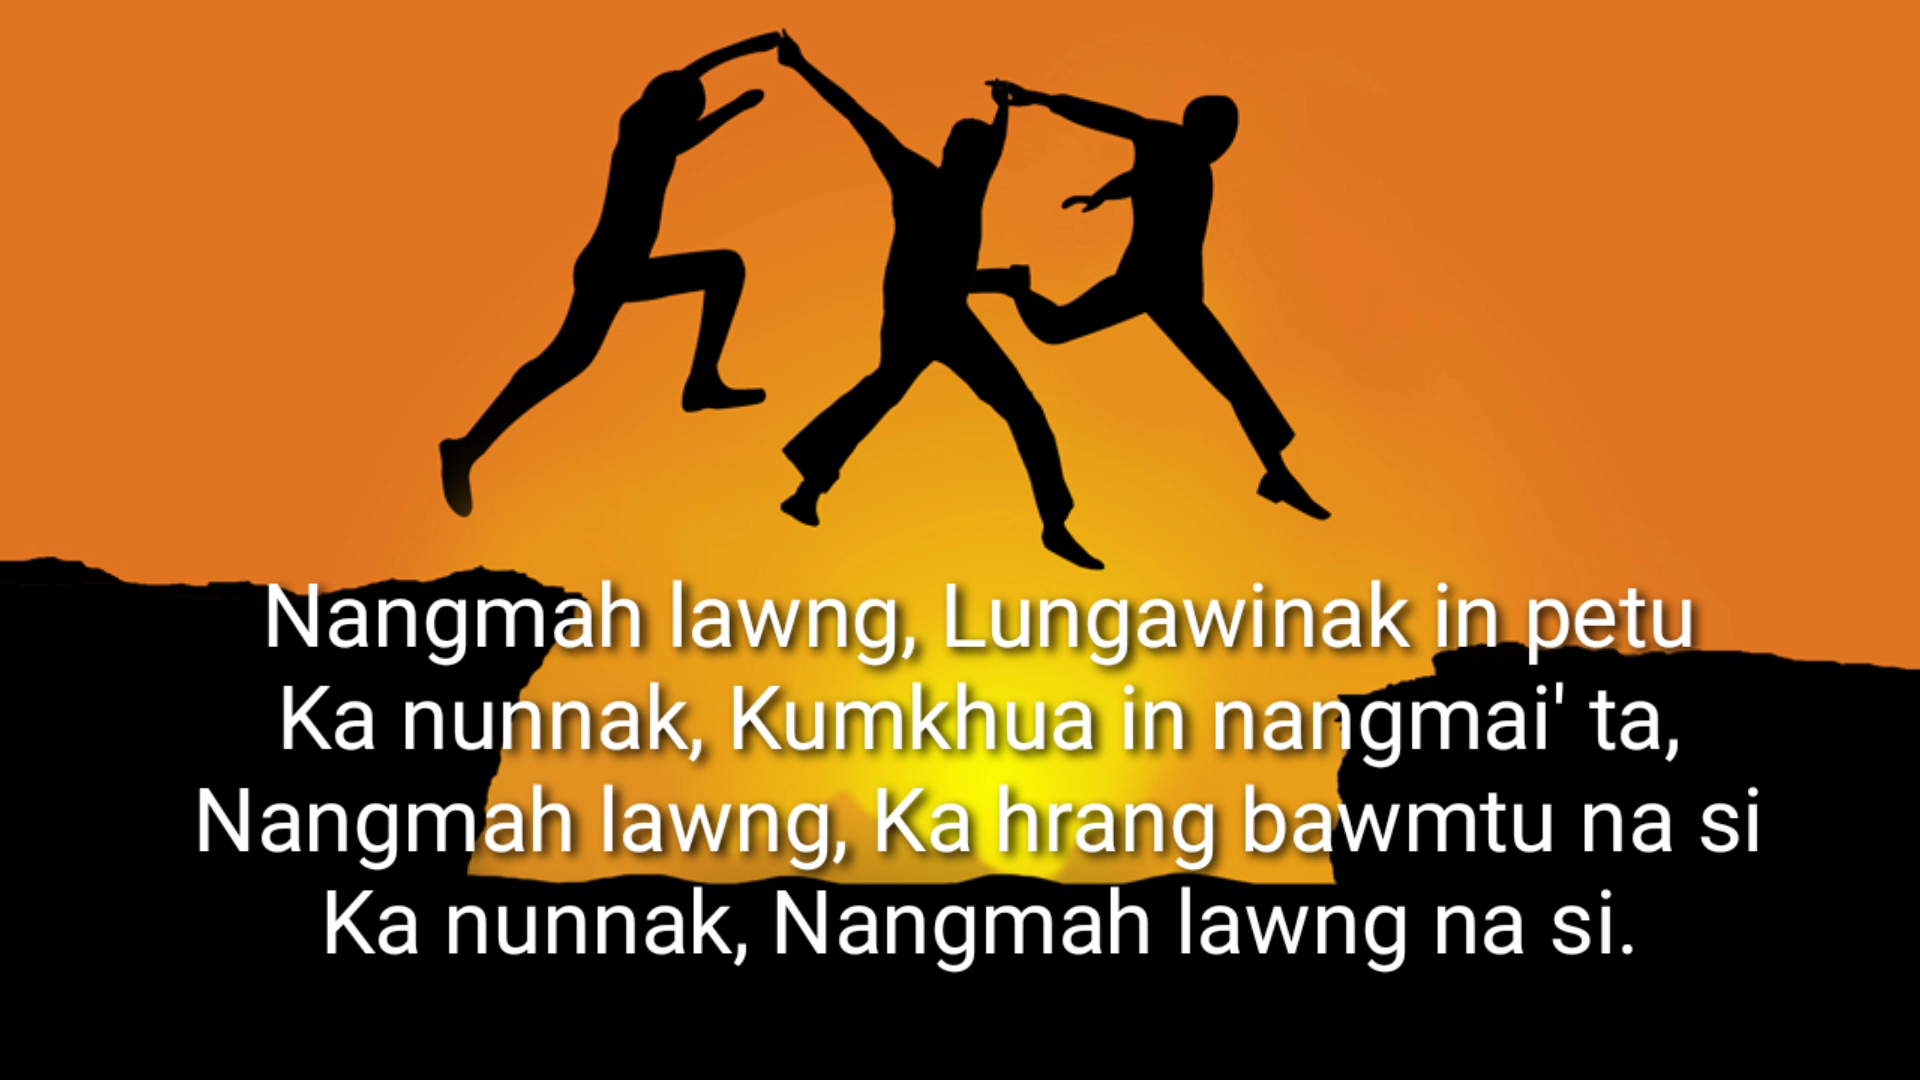 Nangmah lawng, Lungawinak in petu
Ka nunnak, Kumkhua in nangmai' ta,
Nangmah lawng, Ka hrang bawmtu na si
Ka nunnak, Nangmah lawng na si.